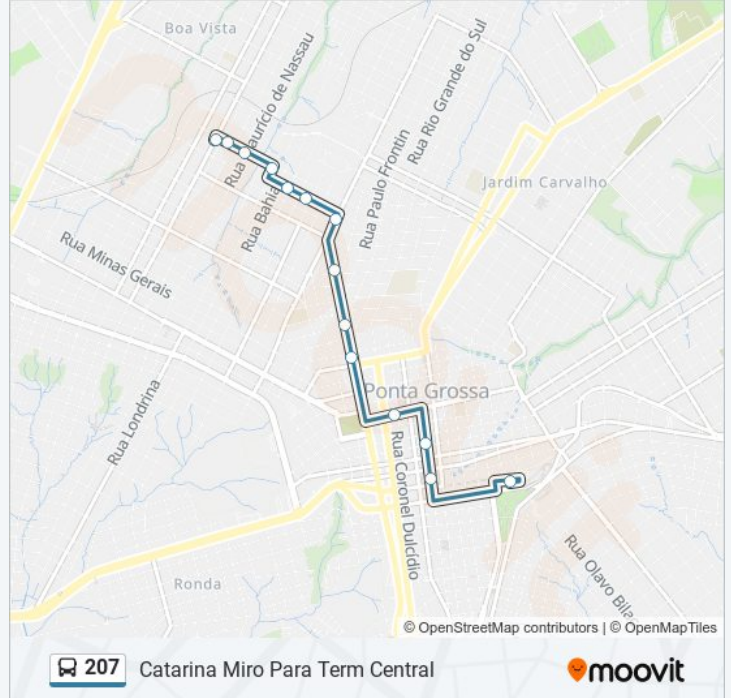 Boa Vista
Rua Maurício de Nassau
Rua Rio Grande do Sul
Rua Paulo Frontin
Jardim Carvalho
Rua Bahia
Rua Minas Gerais
Ponta Grossa
Rua Londrina
Rua Coronel Dulcídio
Ronda
Rua Olavo Bila
© OpenStreetMap contributors | © OpenMapTiles
207 Catarina Miro Para Term Central
moovit